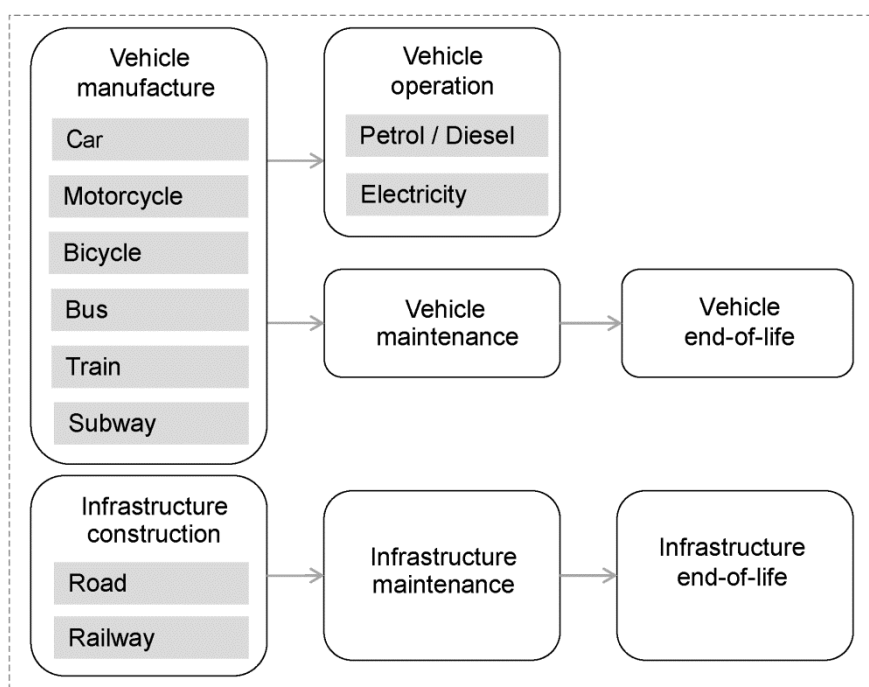 Vehicle
manufacture
Car
Motorcycle
Bicycle
Bus
Train
Subway
Vehicle
operation
Petrol / Diesel
Electricity
Vehicle
maintenance
Vehicle
end-of-life
Infrastructure
construction
Road
Railway
Infrastructure
maintenance
Infrastructure
end-of-life